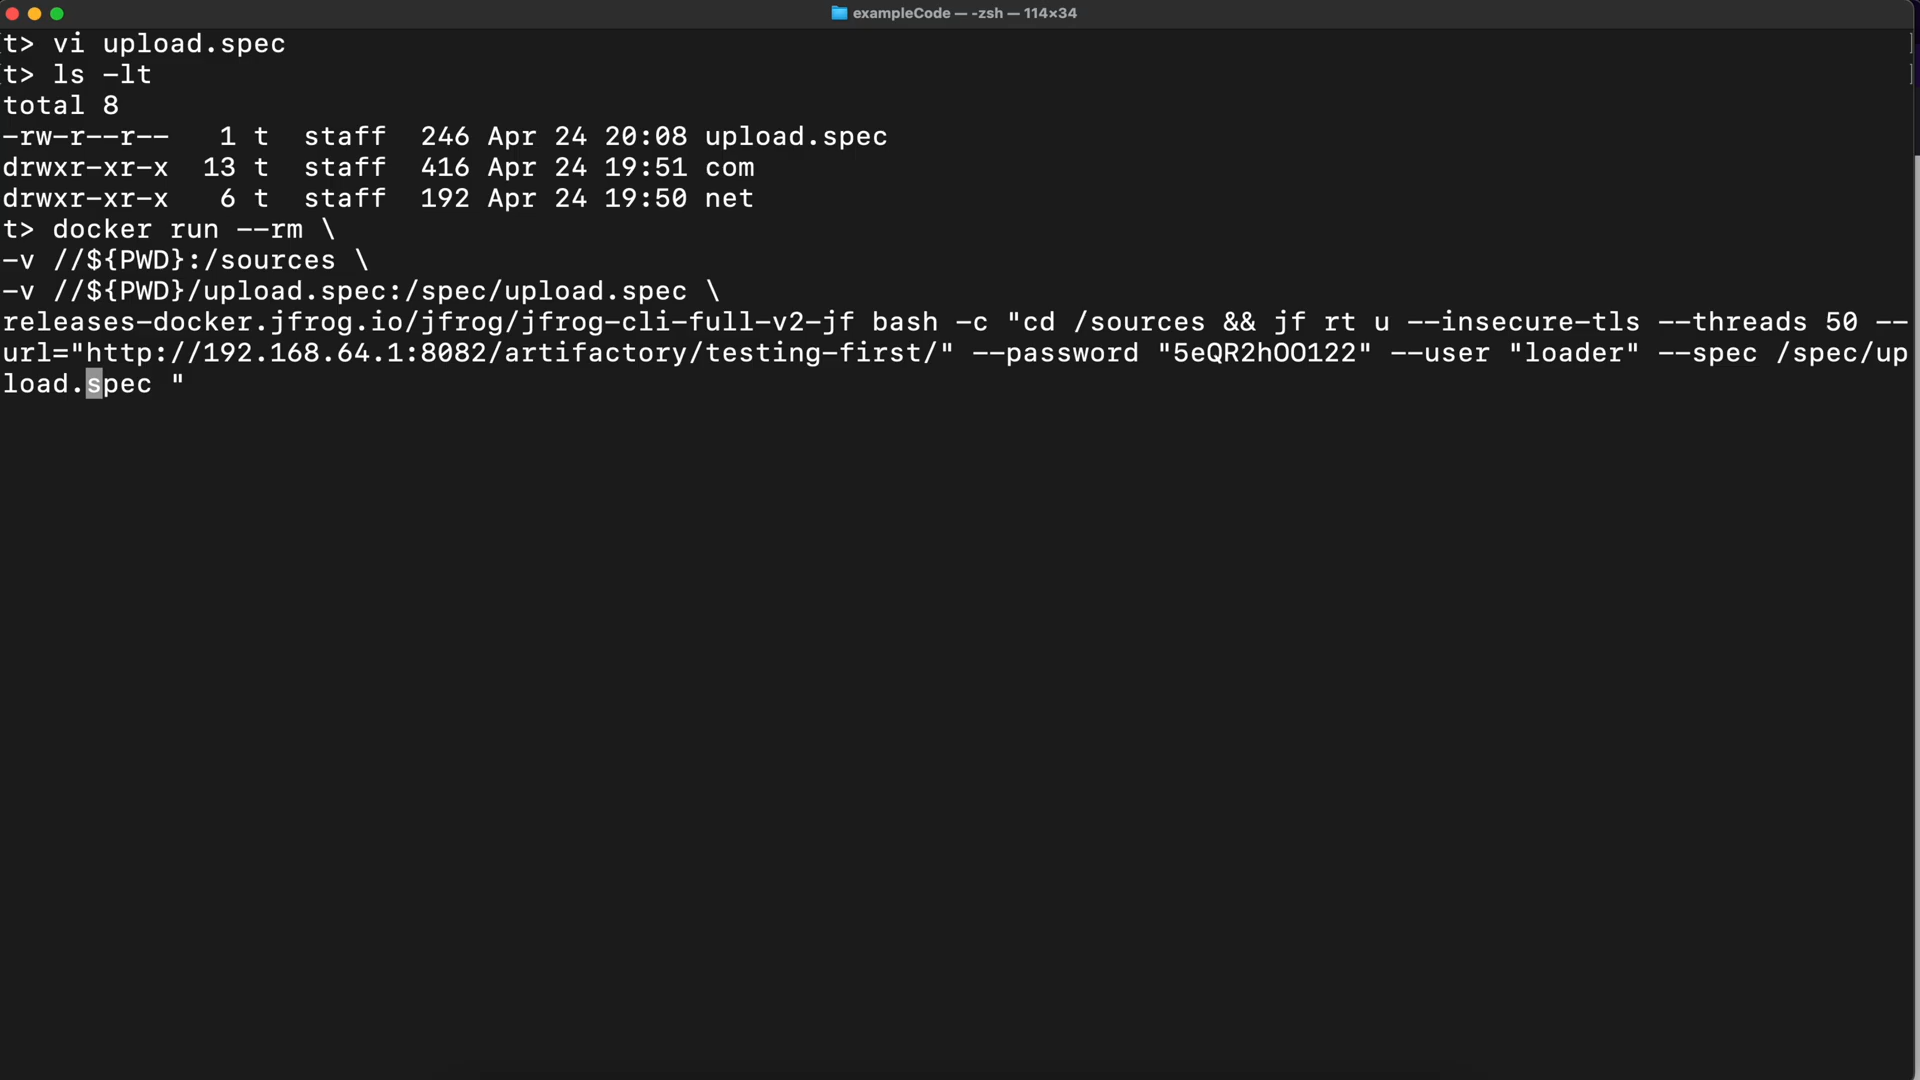 exampleCode — -zsh — 114×34
t> vi upload.spec
t> ls -lt
total 8
-rw-r--r--   1 t  staff  246 Apr 24 20:08 upload.spec
drwxr-xr-x  13 t  staff  416 Apr 24 19:51 com
drwxr-xr-x   6 t  staff  192 Apr 24 19:50 net
t> docker run --rm \
-v //${PWD}:/sources \
-v //${PWD}/upload.spec:/spec/upload.spec \
releases-docker.jfrog.io/jfrog/jfrog-cli-full-v2-jf bash -c "cd /sources && jf rt u --insecure-tls --threads 50 --
url="http://192.168.64.1:8082/artifactory/testing-first/" --password "5eQR2hOO122" --user "loader" --spec /spec/up
load.spec "